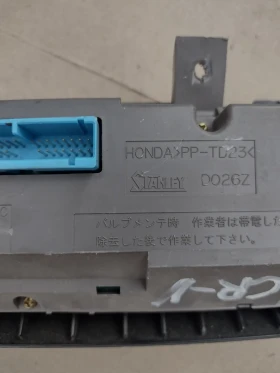 HONDA >PP-TD23<
STANLEY D026Z
バルブメンテ時 作業者は帯電し
除去した後で作業して下さい。
CR-V